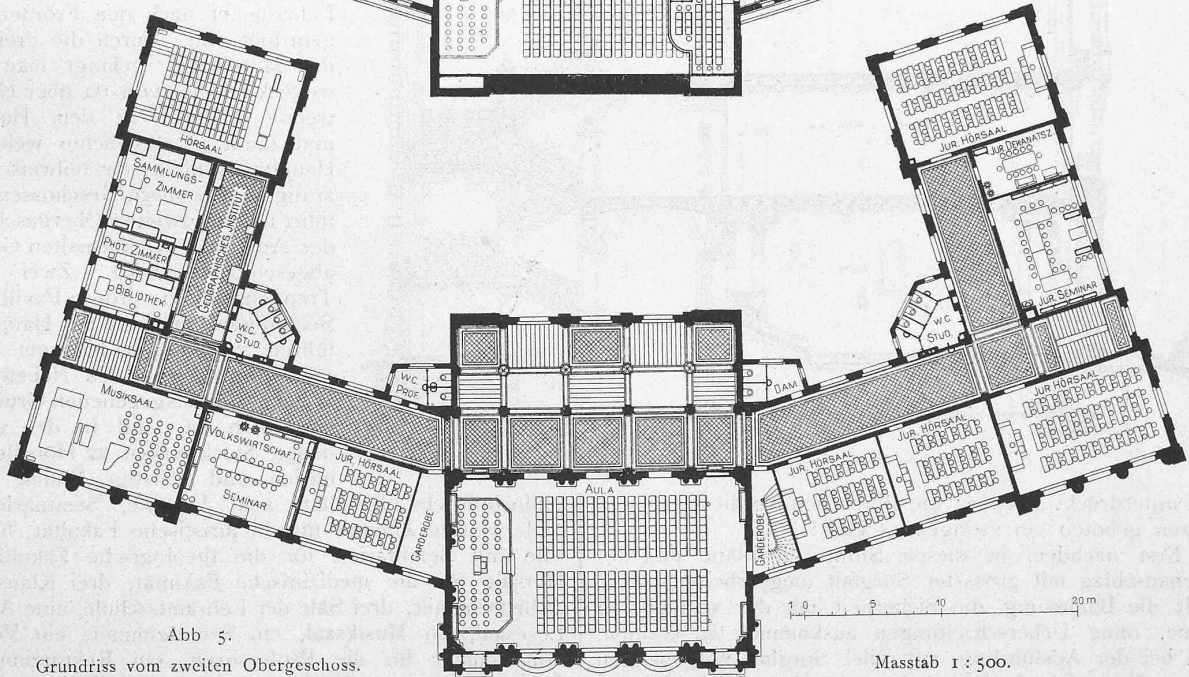 HÖRSAAL
SAMMLUNGS-
ZIMMER
PHOT. ZIMMER
BIBLIOTHEK
GEOGRAPHISCHES INSTITUT
W.C.
STUD.
JUR. HÖRSAAL
JUR. DEKANATSZ.
JUR. SEMINAR
W.C.
STUD.
W.C.
PROF.
DAM.
MUSIKSAAL
VOLKSWIRTSCHAFTL.
SEMINAR
JUR. HÖRSAAL
GARDEROBE
AULA
GARDEROBE
JUR. HÖRSAAL
JUR. HÖRSAAL
JUR. HÖRSAAL
1 0 5 10 20 m
Abb. 5.
Grundriss vom zweiten Obergeschoss.
Masstab 1 : 500.